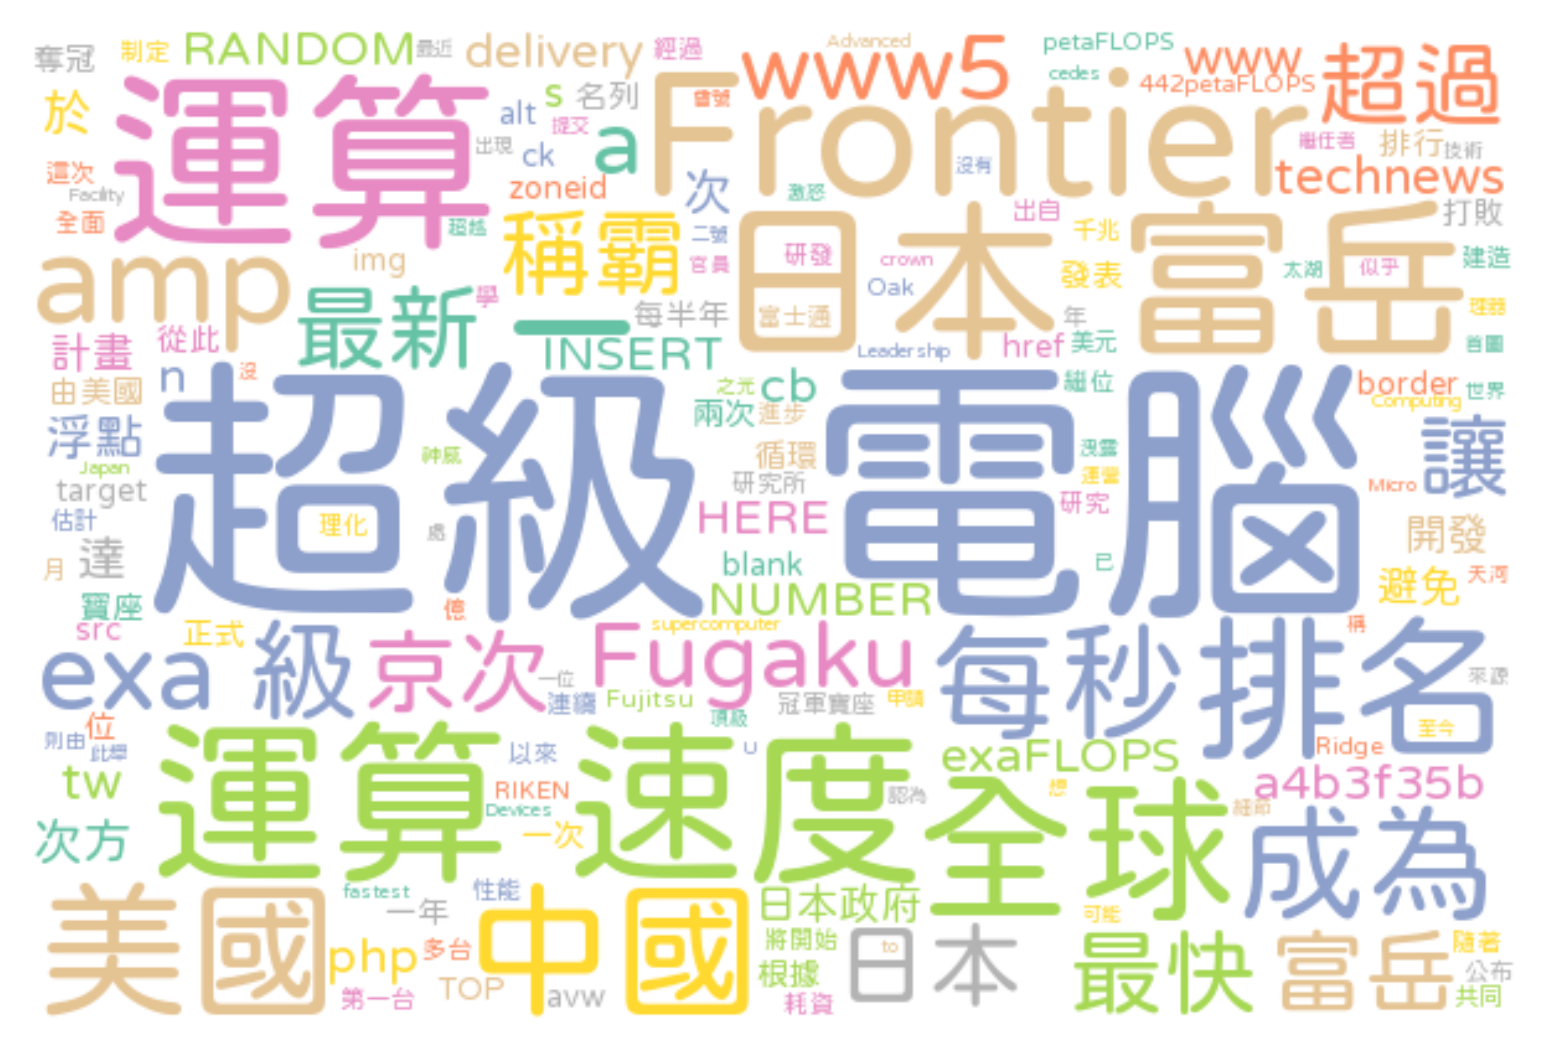 奪冠 制定 RANDOM 最近 delivery 經過 Advanced petaFLOPS www
運算 Frontier www5 cedes 442petaFLOPS 超過
於 alt s 名列 曾號 提交 a 出現 ck 沒有 繼任者 排行 技術
這次 Facility zoneid 次 激怒 technews
全面 超越 稱霸 二號 日本富岳 出自 千兆 打敗
amp img 官員 研發 crown 發表 太湖 似乎 建造
最新 學 一 每半年 富士通 Oak 年 理器
計畫 從此 INSERT Leadership href 美元 首圖
由美國 n 沒 之光 cb 繼位 border 世界
超級電腦 兩次 進步 Computing
浮點 神威 循環 洩露 讓
Japan target 研究所 運營 Micro
估計 理化 處 HERE 研究 開發
月 達 blank 已 避免 天河
寶座 億 NUMBER
src 正式 supercomputer 稱
exa 級 京次 Fugaku 每秒 排名
一位 連續 Fujitsu 冠軍寶座 申請 來源
位 頂級 至今
則由 此舉 運算速度 以來 u exaFLOPS Ridge
tw RIKEN 認為 想 a4b3f35b
Devices 全球 細節
次方 一次 成為
美國 fastest 性能 中國 日本政府 可能
一年 將開始 日本 to 最快 富岳 隨著
php 多台 根據 公布
第一台 TOP avw 耗資 共同